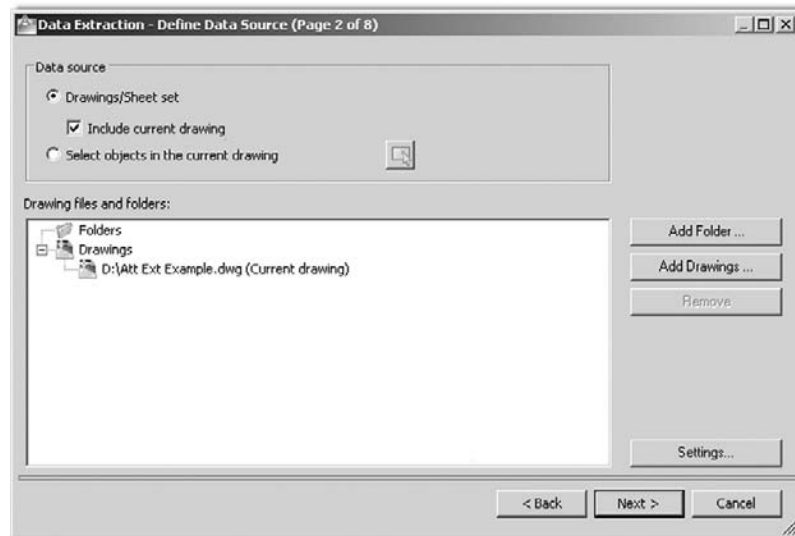 Data Extraction - Define Data Source (Page 2 of 8)
Data source
Drawings/Sheet set
Include current drawing
Select objects in the current drawing
Drawing files and folders:
Folders
Drawings
D:\Att Ext Example.dwg (Current drawing)
Add Folder ...
Add Drawings ...
Remove
Settings...
< Back Next > Cancel